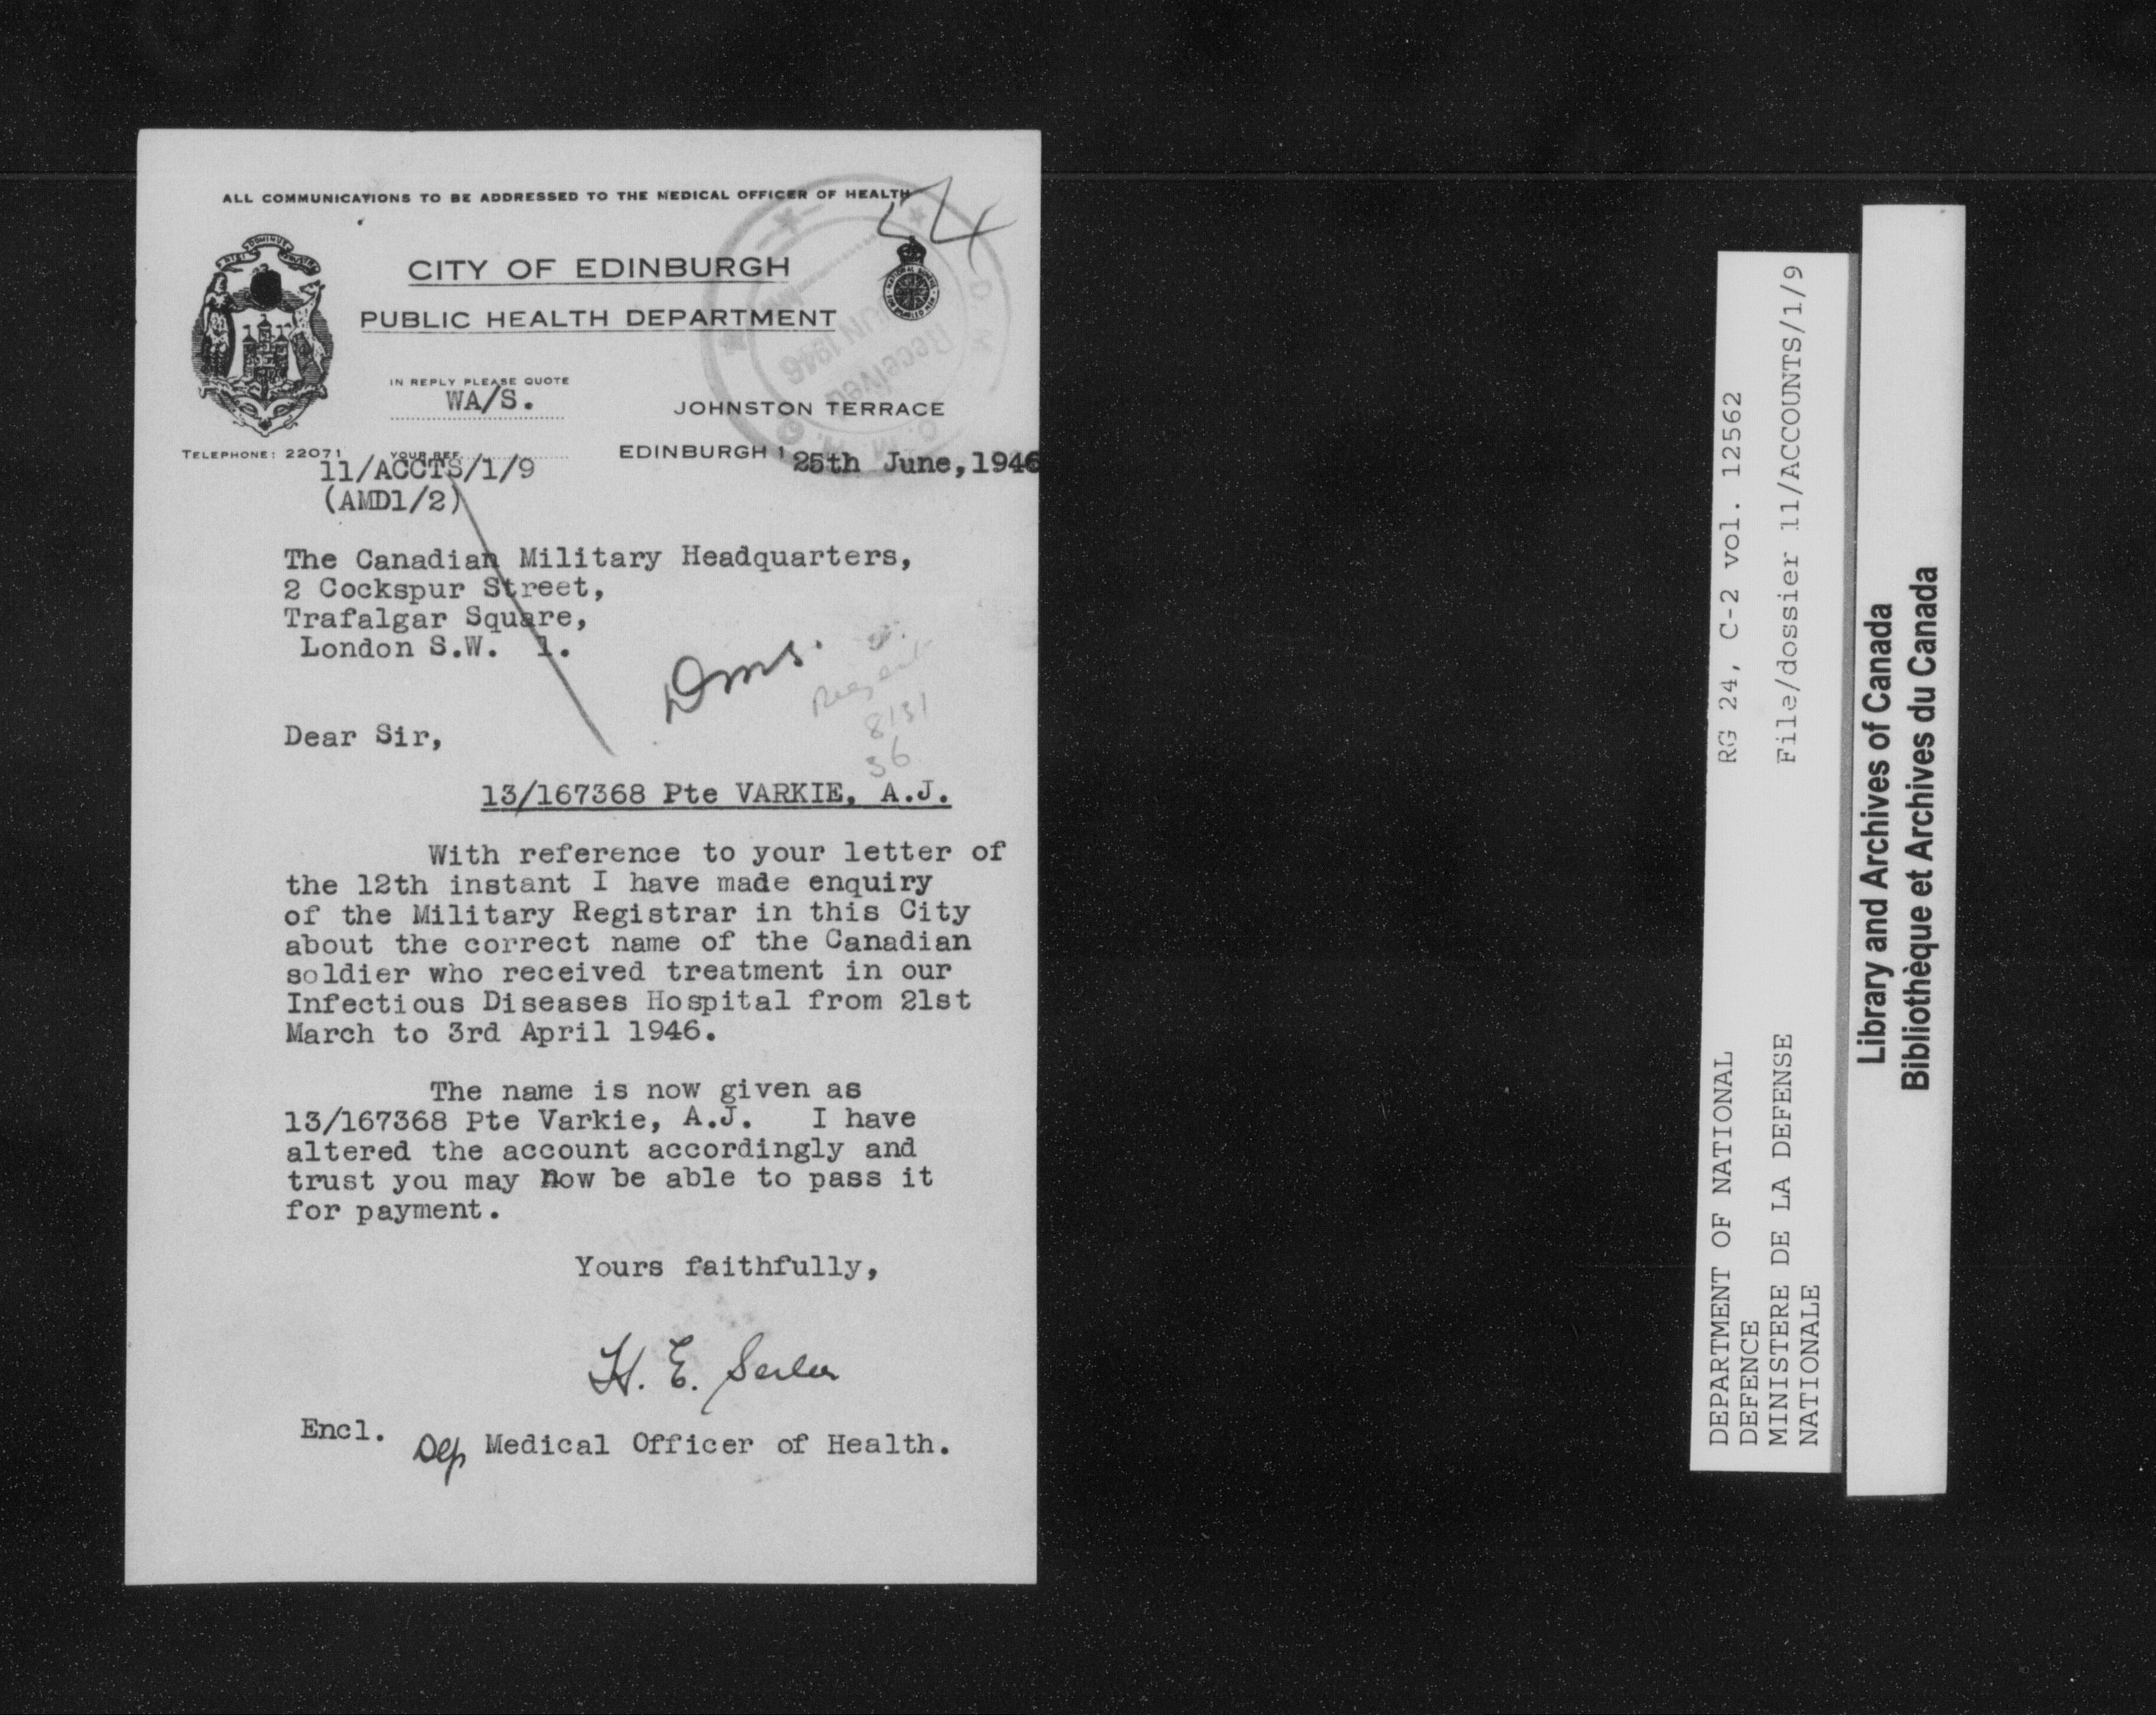 ALL COMMUNICATIONS TO BE ADDRESSED TO THE MEDICAL OFFICER OF HEALTH
24
CITY OF EDINBURGH
PUBLIC HEALTH DEPARTMENT
IN REPLY PLEASE QUOTE
WA/S.
JOHNSTON TERRACE
TELEPHONE: 22071
YOUR REF.
EDINBURGH 1
25th June, 1946
11/ACCTS/1/9
(AMD1/2)
Received
JUN 1946
C.M.H.Q.
The Canadian Military Headquarters,
2 Cockspur Street,
Trafalgar Square,
London S.W. 1.
Dms.
8131
36
Dear Sir,
13/167368 Pte VARKIE, A.J.
With reference to your letter of
the 12th instant I have made enquiry
of the Military Registrar in this City
about the correct name of the Canadian
soldier who received treatment in our
Infectious Diseases Hospital from 21st
March to 3rd April 1946.
The name is now given as
13/167368 Pte Varkie, A.J. I have
altered the account accordingly and
trust you may now be able to pass it
for payment.
Yours faithfully,
H. E. Seiler
Encl.
Dep Medical Officer of Health.
RG 24, C-2 vol. 12562
File/dossier 11/ACCOUNTS/1/9
DEPARTMENT OF NATIONAL
DEFENCE
MINISTERE DE LA DEFENSE
NATIONALE
Library and Archives of Canada
Bibliothèque et Archives du Canada